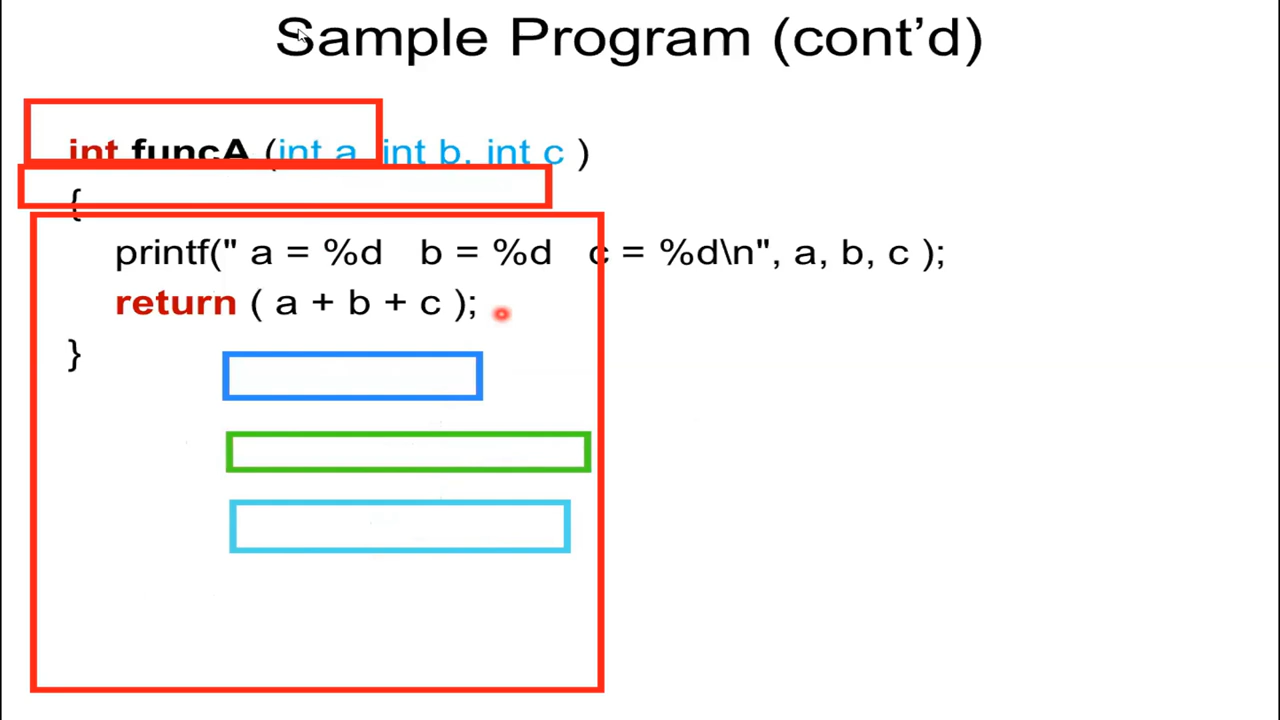 Sample Program (cont’d)
int funcA (int a, int b, int c )
{
printf(" a = %d b = %d c = %d\n", a, b, c );
return ( a + b + c );
}